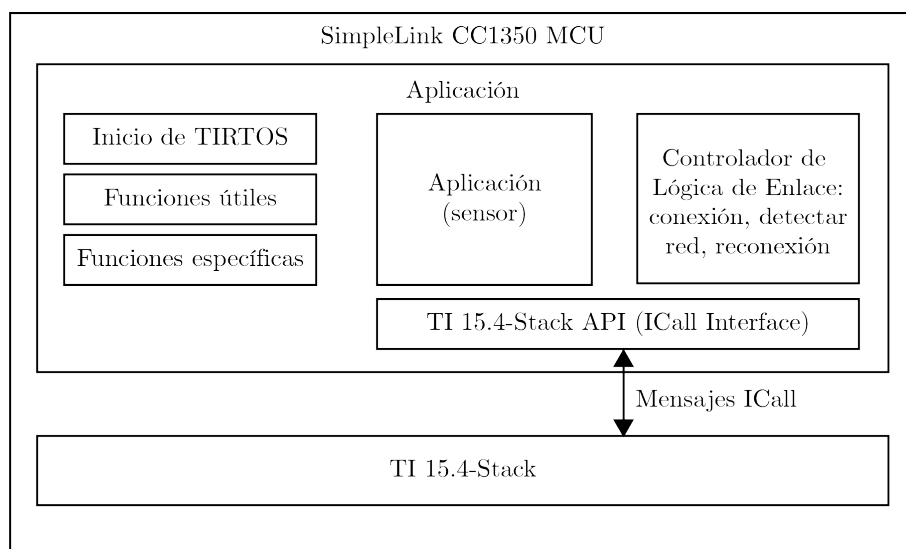 SimpleLink CC1350 MCU
Aplicación
Inicio de TIRTOS
Funciones útiles
Funciones específicas
Aplicación
(sensor)
Controlador de
Lógica de Enlace:
conexión, detectar
red, reconexión
TI 15.4-Stack API (ICall Interface)
Mensajes ICall
TI 15.4-Stack